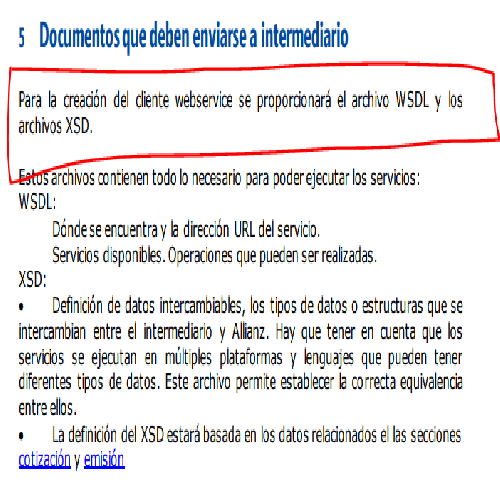 5 Documentos que deben enviarse a intermediario
Para la creación del cliente webservice se proporcionará el archivo WSDL y los
archivos XSD.
Estos archivos contienen todo lo necesario para poder ejecutar los servicios:
WSDL:
Dónde se encuentra y la dirección URL del servicio.
Servicios disponibles. Operaciones que pueden ser realizadas.
XSD:
• Definición de datos intercambiables, los tipos de datos o estructuras que se
intercambian entre el intermediario y Allianz. Hay que tener en cuenta que los
servicios se ejecutan en múltiples plataformas y lenguajes que pueden tener
diferentes tipos de datos. Este archivo permite establecer la correcta equivalencia
entre ellos.
• La definición del XSD estará basada en los datos relacionados el las secciones
cotización y emisión